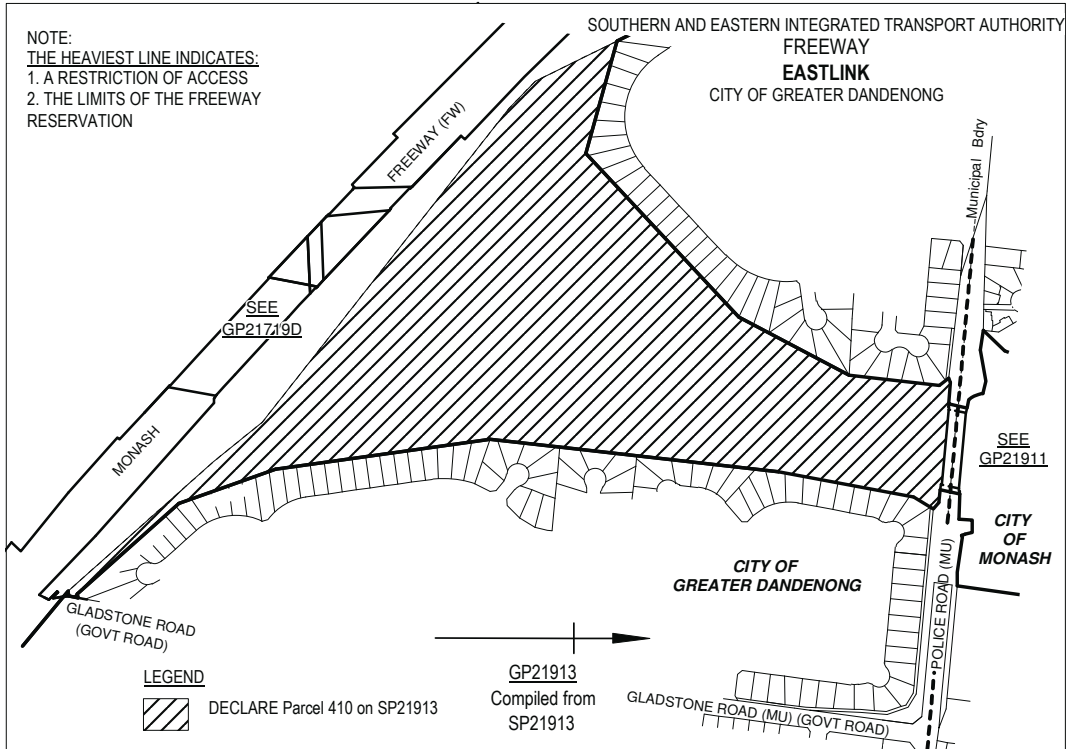 NOTE:
THE HEAVIEST LINE INDICATES:
1. A RESTRICTION OF ACCESS
2. THE LIMITS OF THE FREEWAY
RESERVATION
SOUTHERN AND EASTERN INTEGRATED TRANSPORT AUTHORITY
FREEWAY
EASTLINK
CITY OF GREATER DANDENONG
FREEWAY (FW)
Municipal Bdry
SEE
GP21719D
MONASH
SEE
GP21911
CITY
OF
MONASH
CITY OF
GREATER DANDENONG
POLICE ROAD (MU)
GLADSTONE ROAD
(GOVT ROAD)
LEGEND
DECLARE Parcel 410 on SP21913
GP21913
Compiled from
SP21913
GLADSTONE ROAD (MU) (GOVT ROAD)